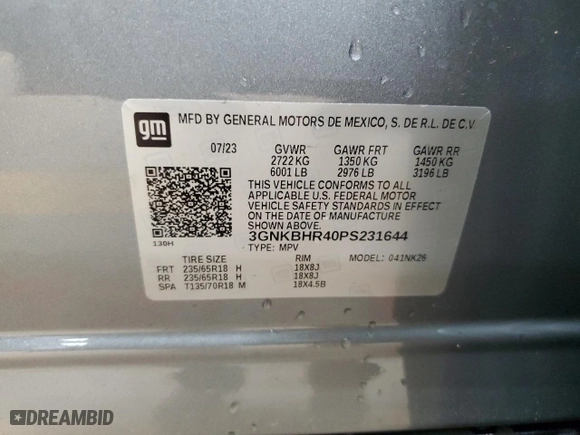 gm
MFD BY GENERAL MOTORS DE MEXICO, S. DE R.L. DE C.V.
07/23 GVWR GAWR FRT GAWR RR
2722 KG 1350 KG 1450 KG
6001 LB 2976 LB 3196 LB
THIS VEHICLE CONFORMS TO ALL
APPLICABLE U.S. FEDERAL MOTOR
VEHICLE SAFETY STANDARDS IN EFFECT
ON THE DATE OF MANUFACTURE
SHOWN ABOVE.
3GNKBHR40PS231644
130H
TYPE: MPV MODEL: 041NK26
TIRE SIZE RIM
FRT 235/65R18 H 18X8J
RR 235/65R18 H 18X8J
SPA T135/70R18 M 18X4.5B
DREAMBID